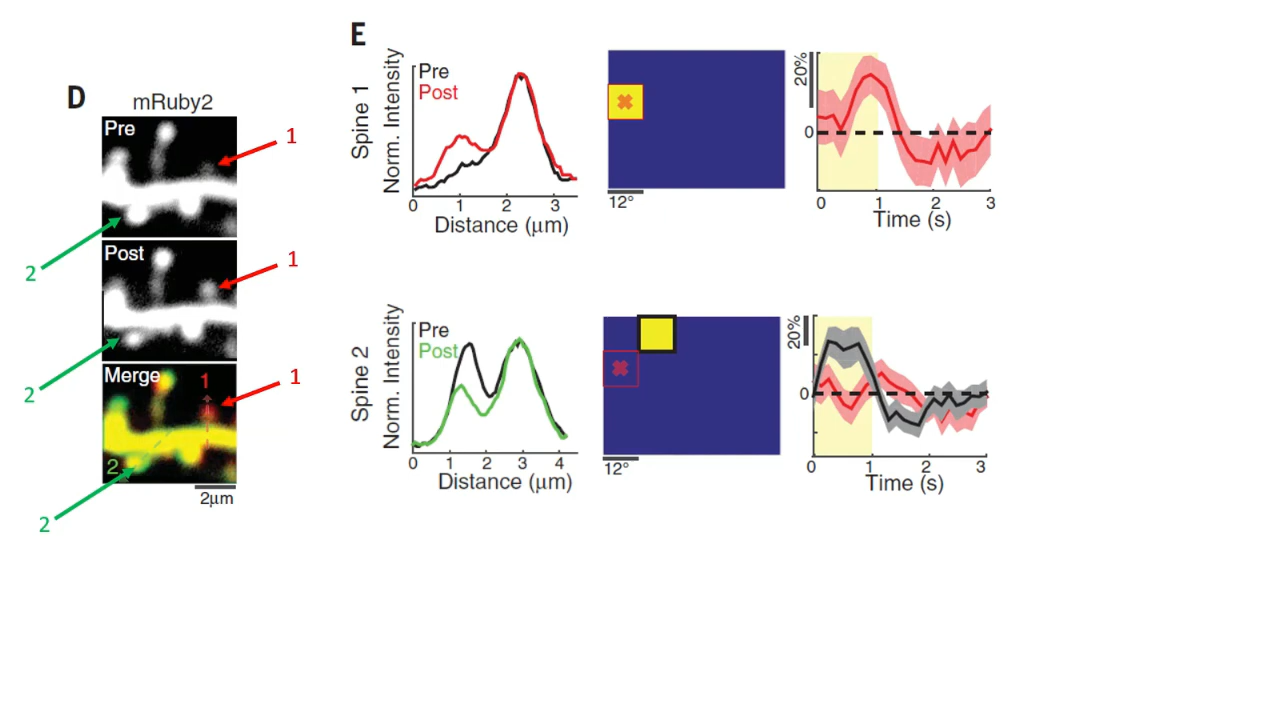 D
mRuby2
Pre
1
2
Post
1
2
Merge
1
1
2
2μm
2
E
Spine 1
Norm. Intensity
Pre
Post
0 1 2 3
Distance (μm)
12°
20%
0
0 1 2 3
Time (s)
Spine 2
Norm. Intensity
Pre
Post
0 1 2 3 4
Distance (μm)
12°
20%
0
0 1 2 3
Time (s)